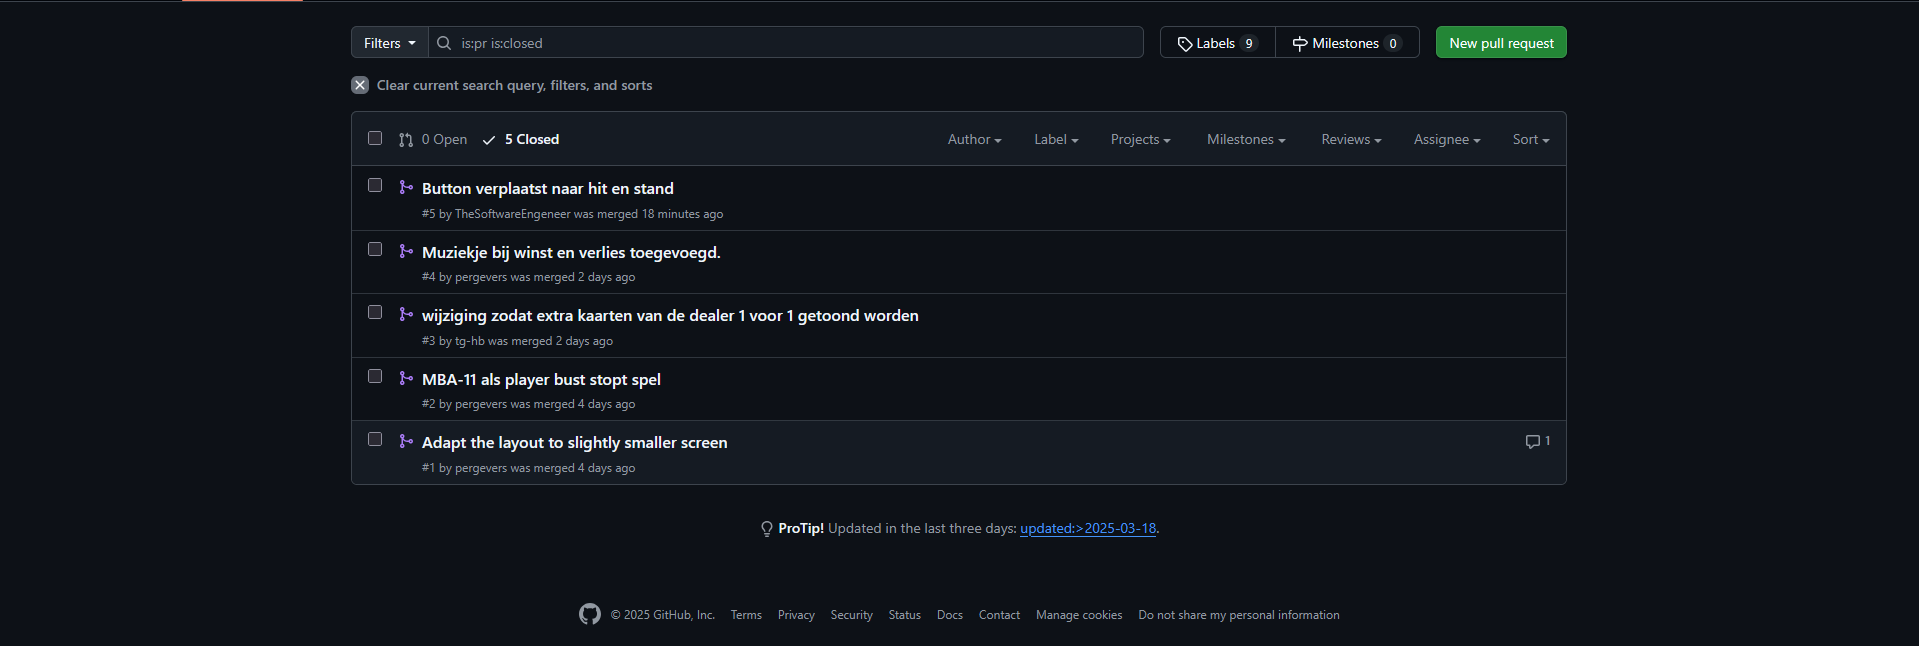 Filters is:pr is:closed Labels 9 Milestones 0 New pull request
Clear current search query, filters, and sorts
0 Open 5 Closed Author Label Projects Milestones Reviews Assignee Sort
Button verplaatst naar hit en stand
#5 by TheSoftwareEngeneer was merged 18 minutes ago
Muziekje bij winst en verlies toegevoegd.
#4 by pergevers was merged 2 days ago
wijziging zodat extra kaarten van de dealer 1 voor 1 getoond worden
#3 by tg-hb was merged 2 days ago
MBA-11 als player bust stopt spel
#2 by pergevers was merged 4 days ago
Adapt the layout to slightly smaller screen 1
#1 by pergevers was merged 4 days ago
ProTip! Updated in the last three days: updated:>2025-03-18.
© 2025 GitHub, Inc. Terms Privacy Security Status Docs Contact Manage cookies Do not share my personal information